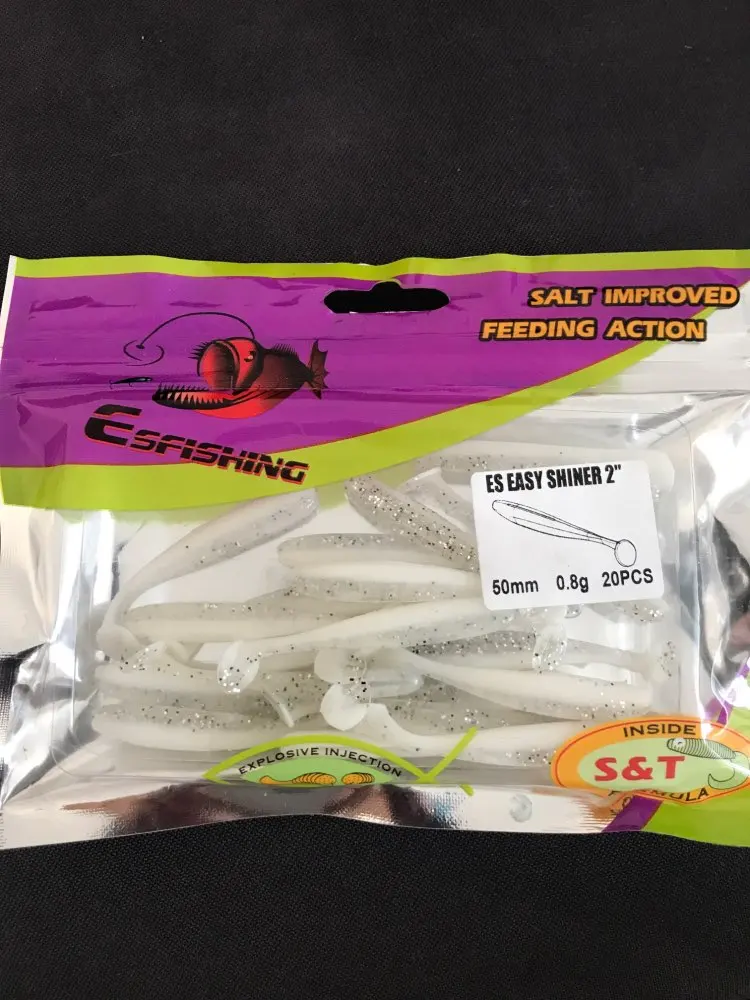 SALT IMPROVED
FEEDING ACTION
ESFISHING
ES EASY SHINER 2"
50mm 0.8g 20PCS
EXPLOSIVE INJECTION
INSIDE
S&T